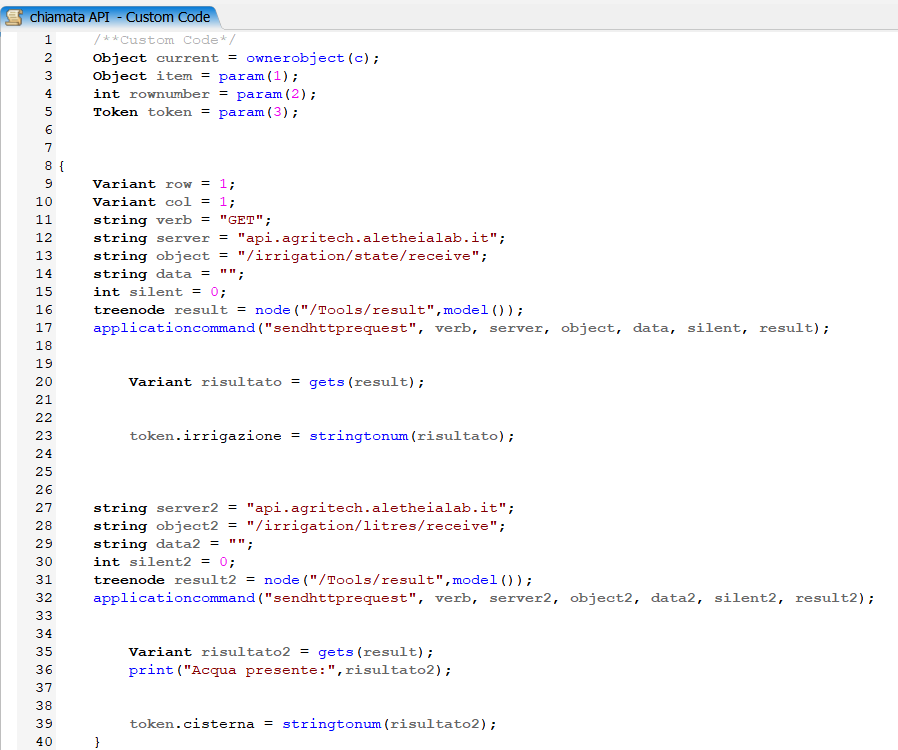 chiamata API - Custom Code
1 /**Custom Code*/
2 Object current = ownerobject(c);
3 Object item = param(1);
4 int rownumber = param(2);
5 Token token = param(3);
6
7
8 {
9 Variant row = 1;
10 Variant col = 1;
11 string verb = "GET";
12 string server = "api.agritech.aletheialab.it";
13 string object = "/irrigation/state/receive";
14 string data = "";
15 int silent = 0;
16 treenode result = node("/Tools/result",model());
17 applicationcommand("sendhttprequest", verb, server, object, data, silent, result);
18
19
20 Variant risultato = gets(result);
21
22
23 token.irrigazione = stringtonum(risultato);
24
25
26
27 string server2 = "api.agritech.aletheialab.it";
28 string object2 = "/irrigation/litres/receive";
29 string data2 = "";
30 int silent2 = 0;
31 treenode result2 = node("/Tools/result",model());
32 applicationcommand("sendhttprequest", verb, server2, object2, data2, silent2, result2);
33
34
35 Variant risultato2 = gets(result);
36 print("Acqua presente:",risultato2);
37
38
39 token.cisterna = stringtonum(risultato2);
40 }